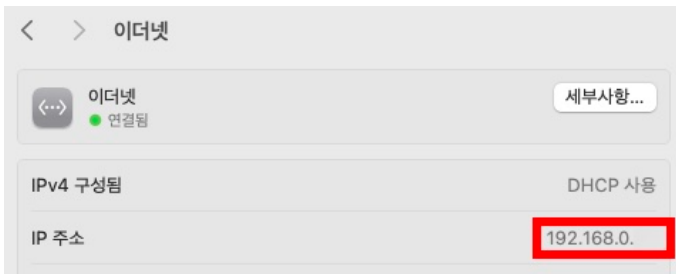 이더넷
이더넷
세부사항...
연결됨
IPv4 구성됨
DHCP 사용
IP 주소
192.168.0.